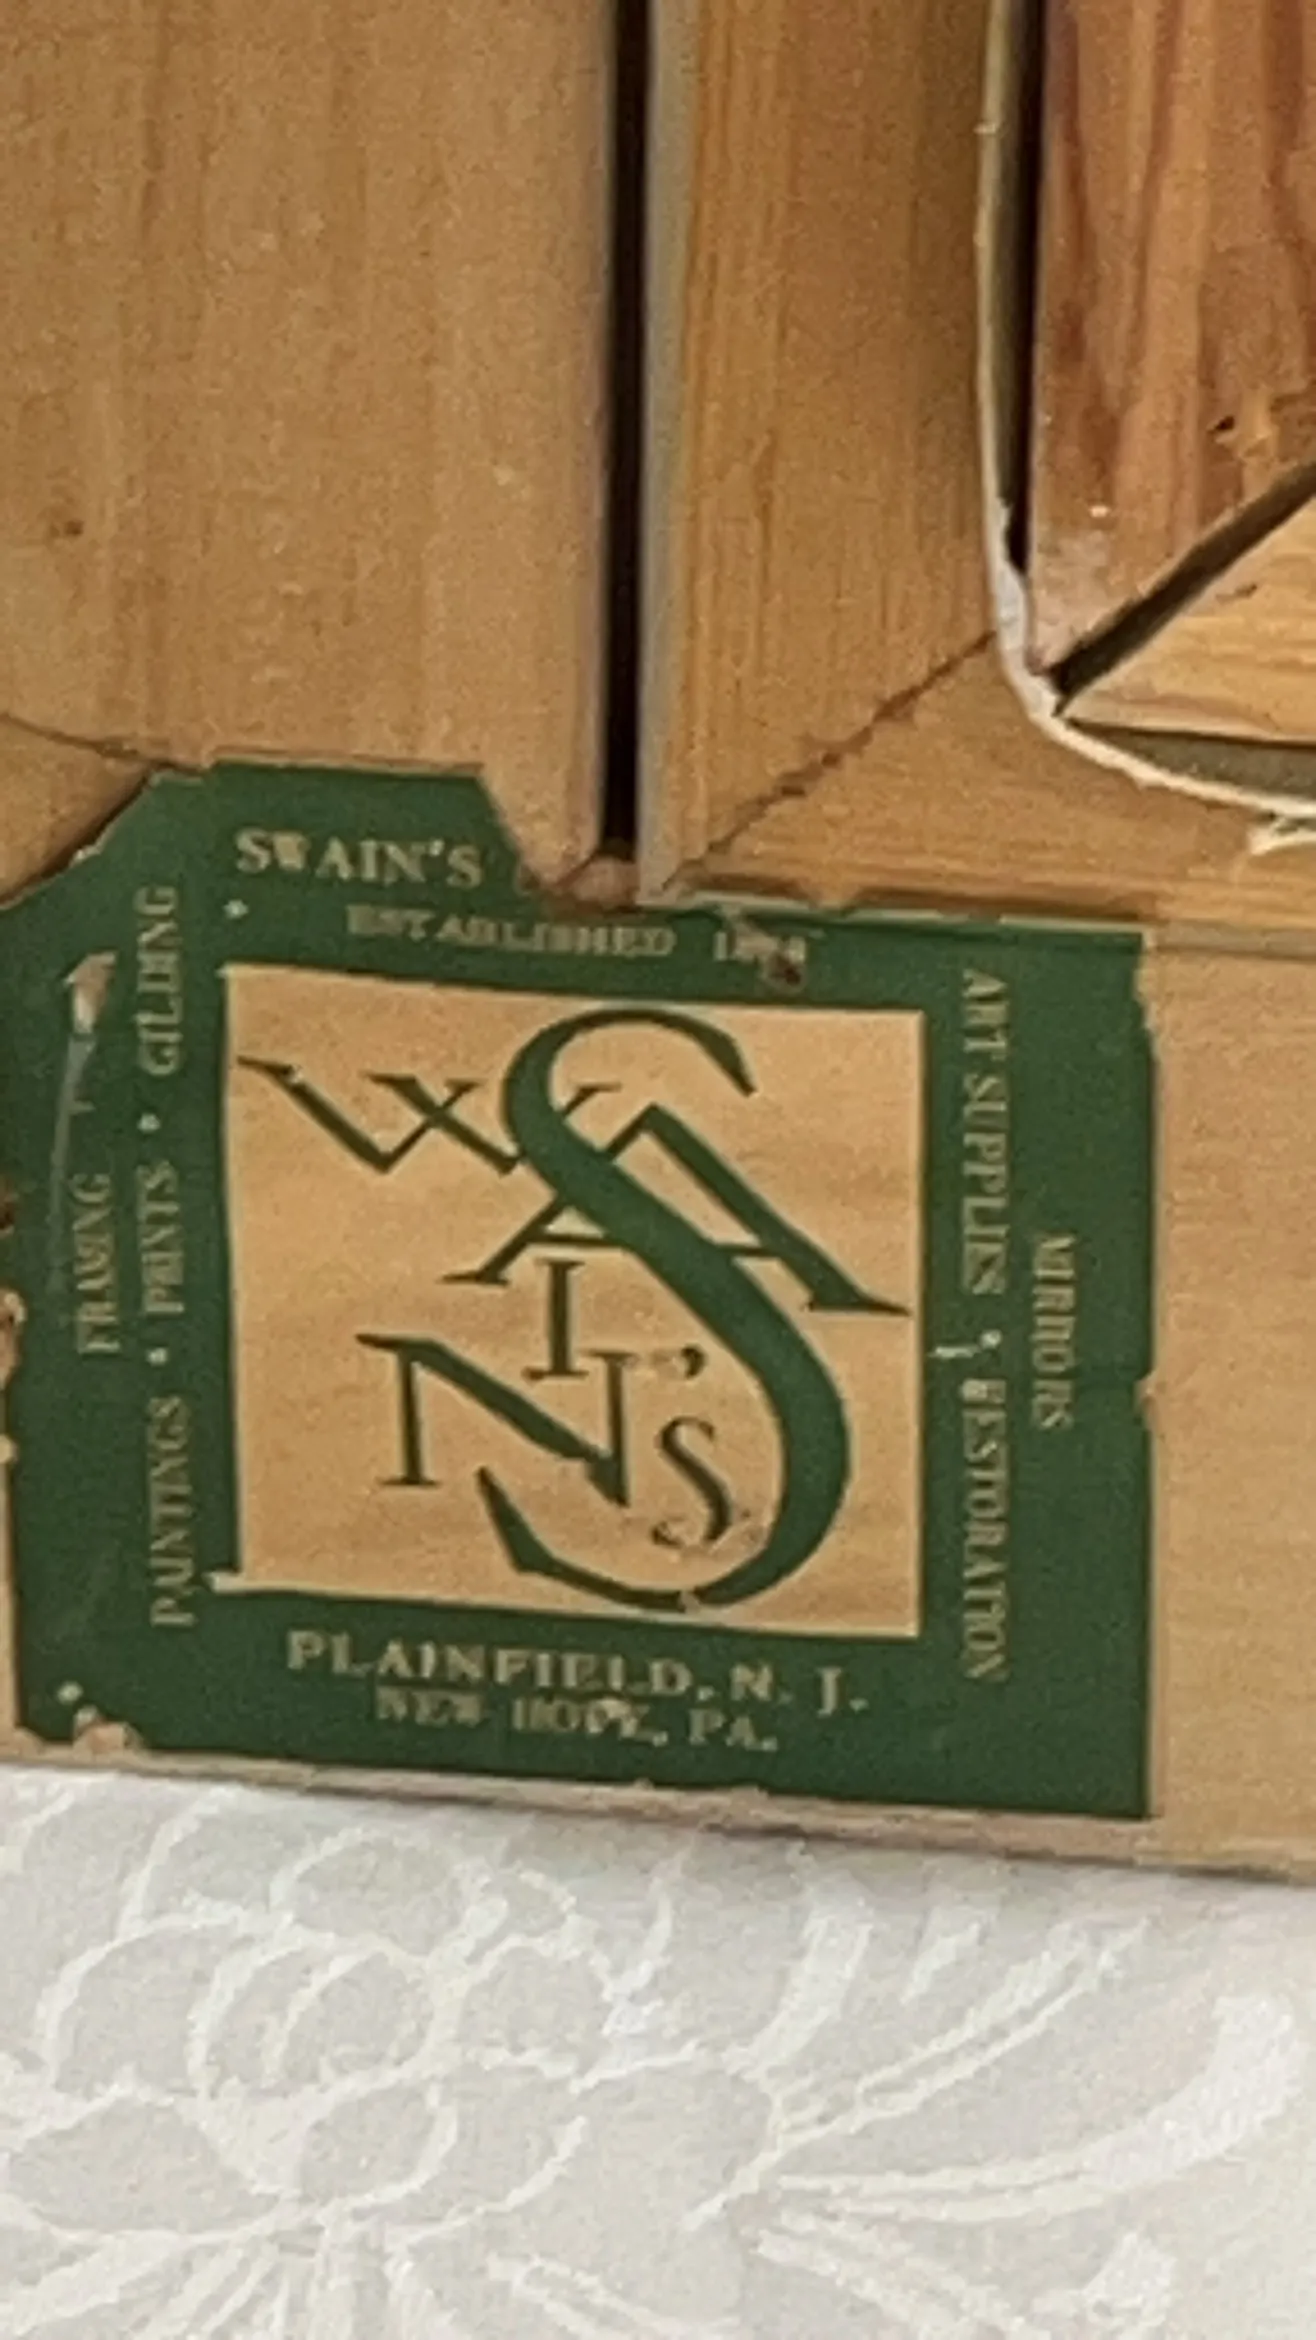 SWAIN'S
ESTABLISHED
FRAMING
PAINTINGS • PRINTS • GILDING
SWAIN'S
ART SUPPLIES • RESTORATION
MIRRORS
PLAINFIELD, N. J.
NEW HOPE, PA.